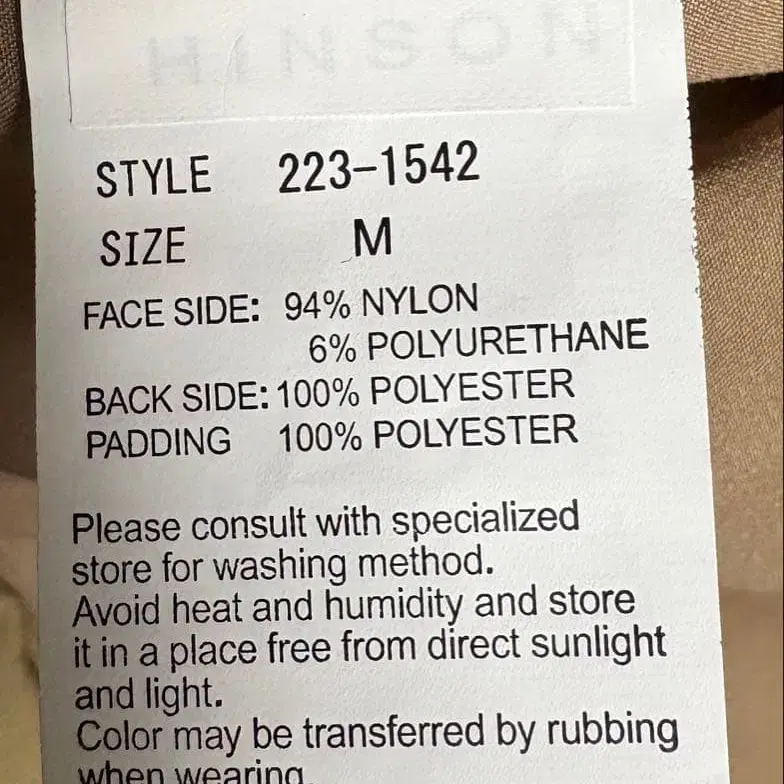 HINSON
STYLE 223-1542
SIZE M
FACE SIDE: 94% NYLON
6% POLYURETHANE
BACK SIDE: 100% POLYESTER
PADDING 100% POLYESTER
Please consult with specialized
store for washing method.
Avoid heat and humidity and store
it in a place free from direct sunlight
and light.
Color may be transferred by rubbing
when wearing.